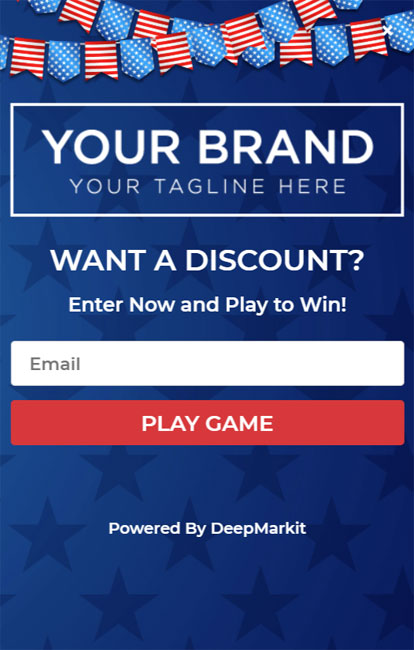 ×
YOUR BRAND
YOUR TAGLINE HERE
WANT A DISCOUNT?
Enter Now and Play to Win!
Email
PLAY GAME
Powered By DeepMarkit